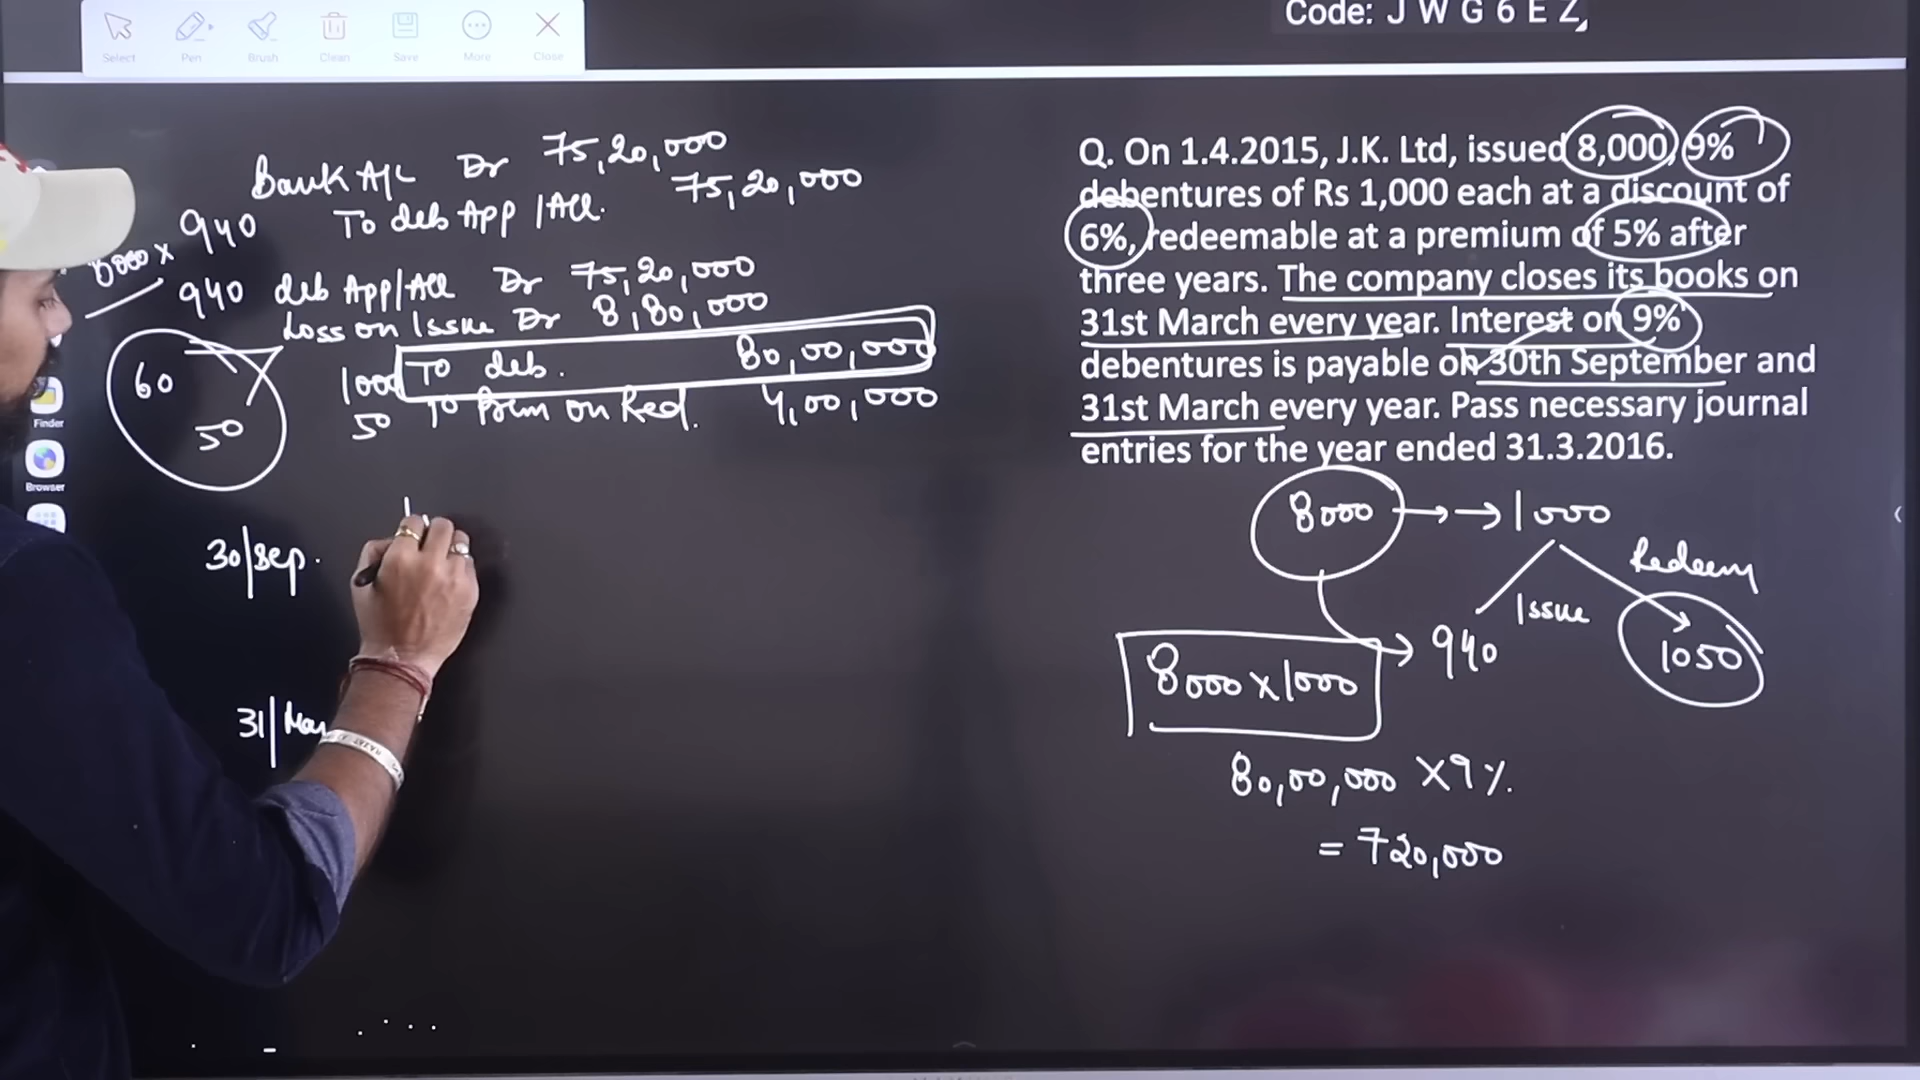 Code: J W G 6 E Z
Select Pen Brush Clean Save More Close
Finder
Browser
Bank A/c Dr 75,20,000
940 To deb App/All. 75,20,000
8000 x
940 deb App/All Dr 75,20,000
Loss on Issue Dr 8,80,000
60
50
1000 To deb. 80,00,000
50 To Prem on Red. 4,00,000
30/Sep.
31/Mar
Q. On 1.4.2015, J.K. Ltd, issued 8,000, 9%
debentures of Rs 1,000 each at a discount of
6%, redeemable at a premium of 5% after
three years. The company closes its books on
31st March every year. Interest on 9%
debentures is payable on 30th September and
31st March every year. Pass necessary journal
entries for the year ended 31.3.2016.
8000 → → 1000
Redeem
Issue
940
1050
8000 x 1000
80,00,000 x 9%.
= 720,000